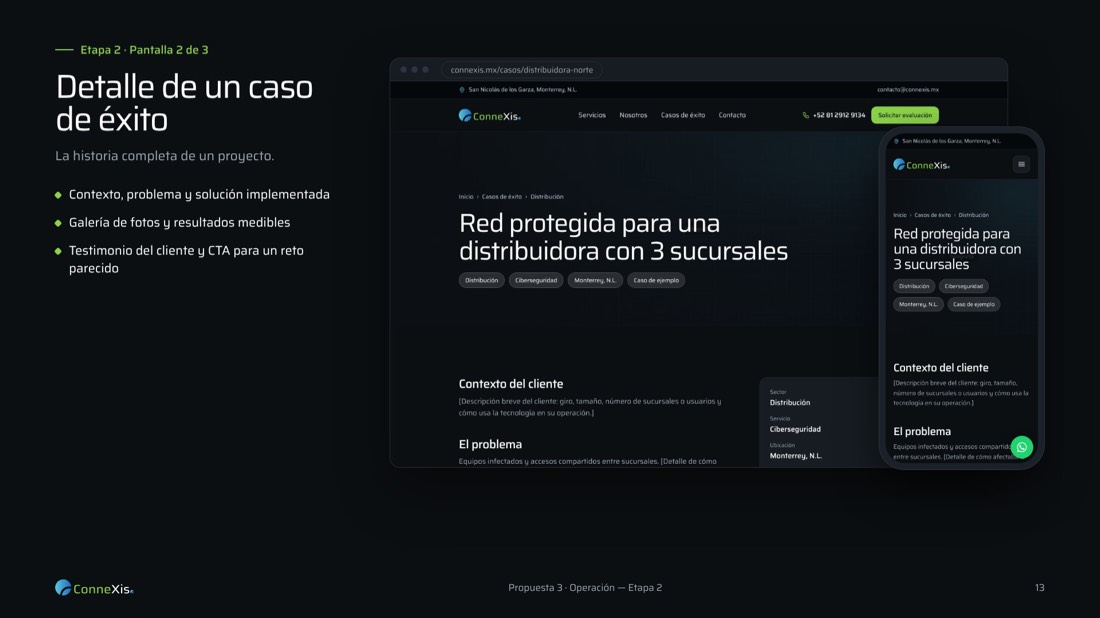 Etapa 2 · Pantalla 2 de 3
Detalle de un caso
de éxito
La historia completa de un proyecto.
Contexto, problema y solución implementada
Galería de fotos y resultados medibles
Testimonio del cliente y CTA para un reto
parecido
connexis.mx/casos/distribuidora-norte
San Nicolás de los Garza, Monterrey, N.L.
contacto@connexis.mx
ConneXis
Servicios
Nosotros
Casos de éxito
Contacto
+52 81 2912 9134
Solicitar evaluación
Inicio › Casos de éxito › Distribución
Red protegida para una
distribuidora con 3 sucursales
Distribución
Ciberseguridad
Monterrey, N.L.
Caso de ejemplo
Contexto del cliente
[Descripción breve del cliente: giro, tamaño, número de sucursales o usuarios y
cómo usa la tecnología en su operación.]
El problema
Equipos infectados y accesos compartidos entre sucursales. [Detalle de cómo
Sector
Distribución
Servicio
Ciberseguridad
Ubicación
Monterrey, N.L.
San Nicolás de los Garza, Monterrey, N.L.
ConneXis
Inicio › Casos de éxito › Distribución
Red protegida para
una distribuidora con
3 sucursales
Distribución
Ciberseguridad
Monterrey, N.L.
Caso de ejemplo
Contexto del cliente
[Descripción breve del cliente: giro, tamaño,
número de sucursales o usuarios y cómo usa la
tecnología en su operación.]
El problema
Equipos infectados y accesos
entre sucursales. [Detalle de cómo
ConneXis
Propuesta 3 · Operación — Etapa 2
13